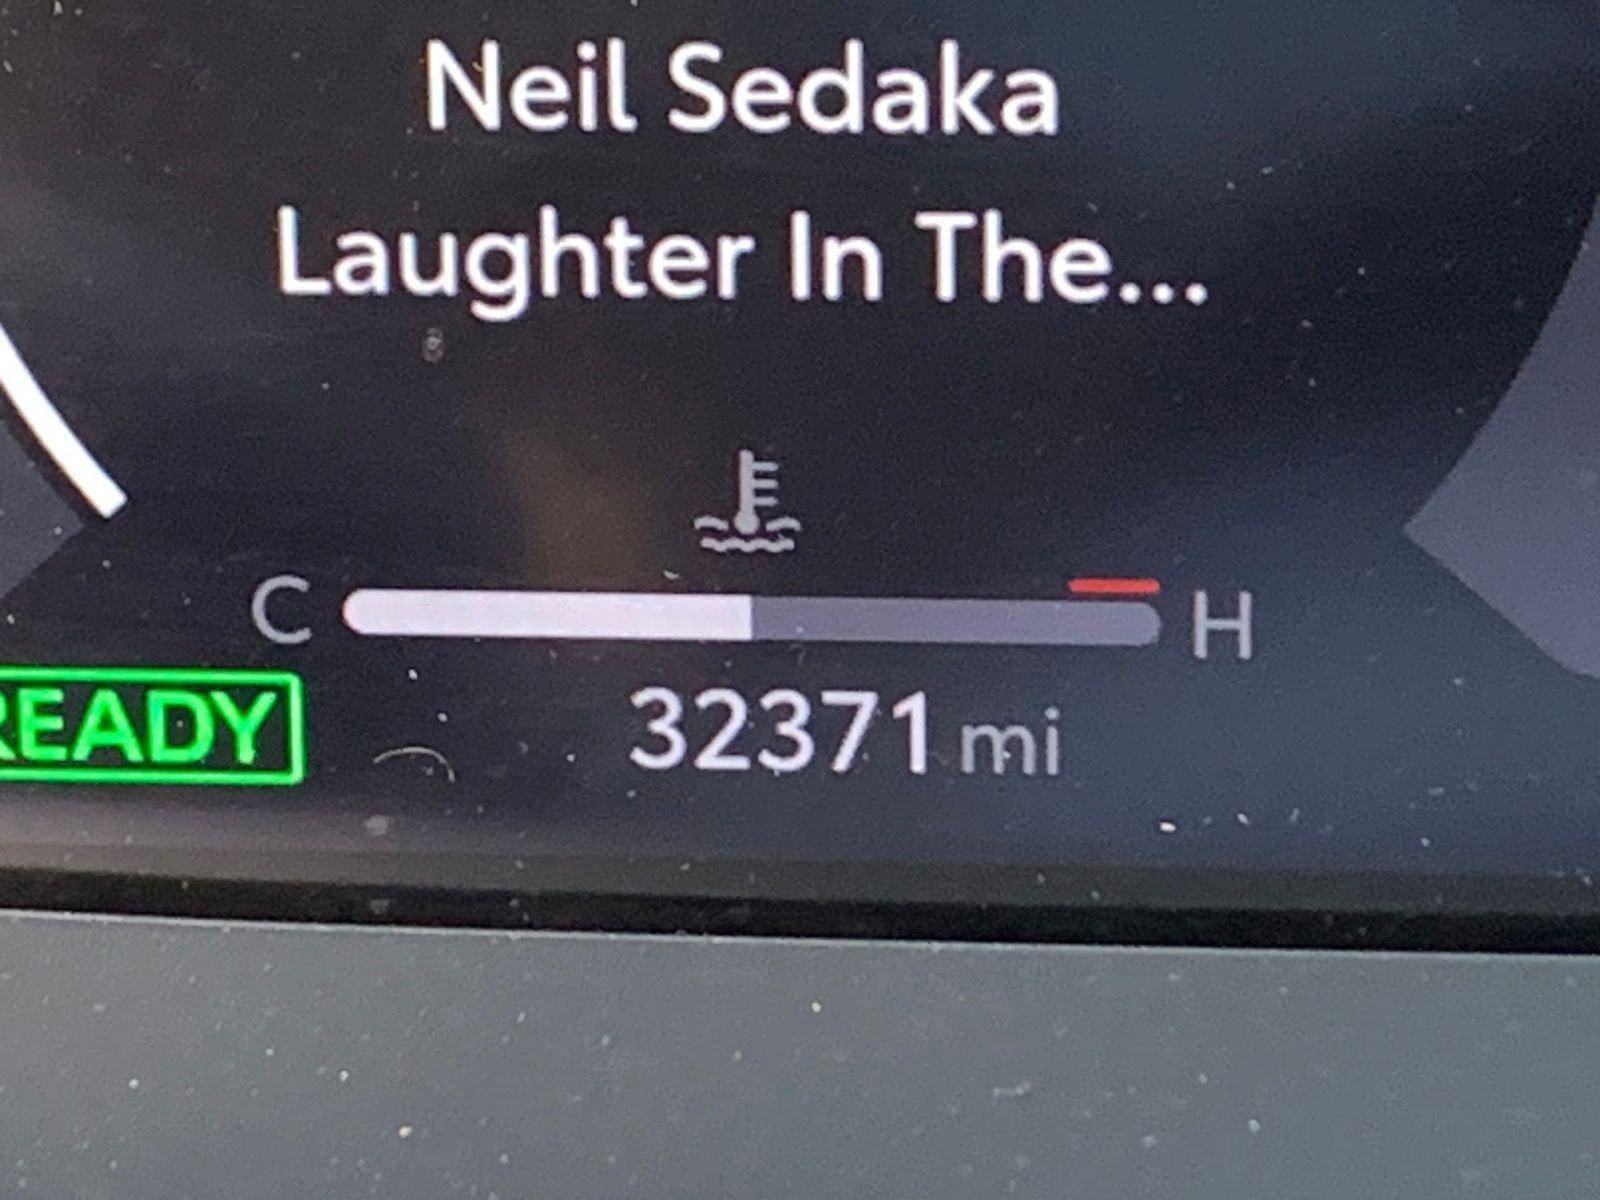 Neil Sedaka
Laughter In The...
C H
READY
32371 mi